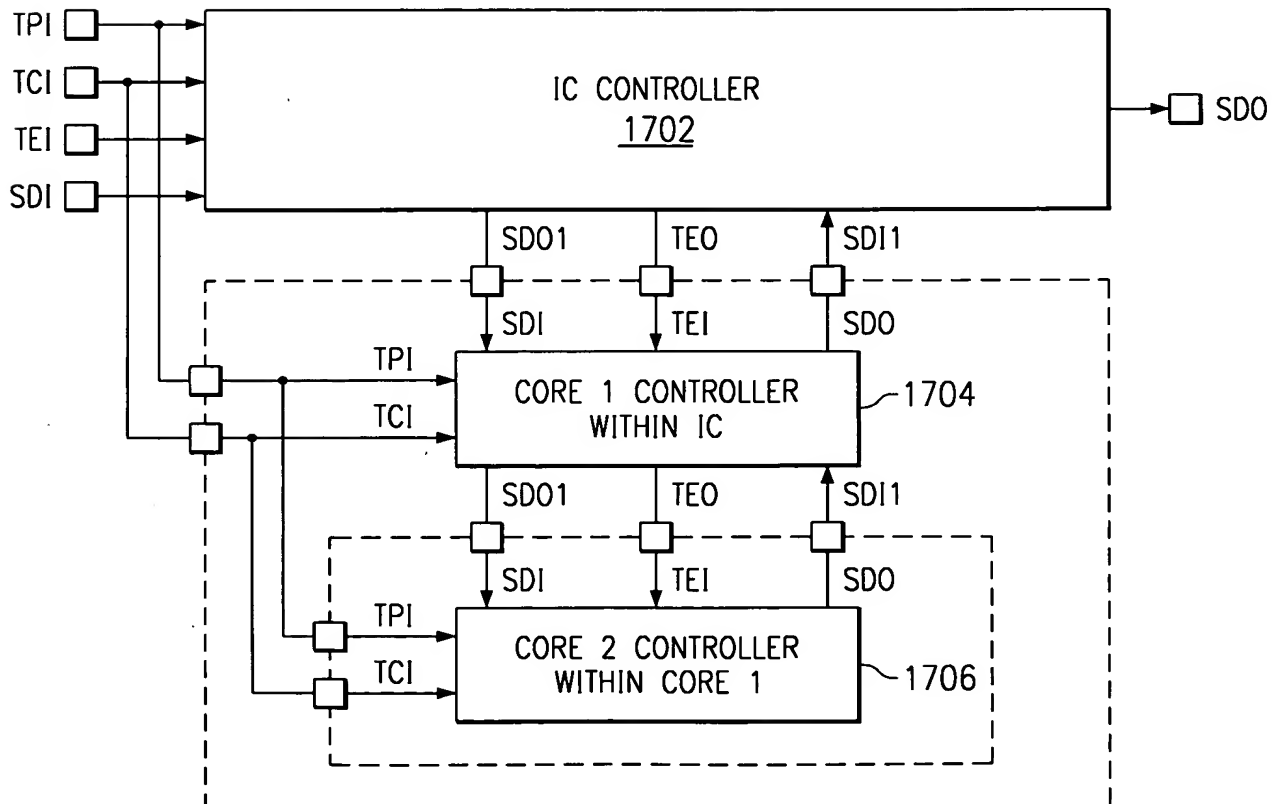 TPI
TCI
TEI
SDI
IC CONTROLLER
1702
SDO
SDO1
TEO
SDI1
SDI
TEI
SDO
TPI
TCI
CORE 1 CONTROLLER
WITHIN IC
1704
SDO1
TEO
SDI1
SDI
TEI
SDO
TPI
TCI
CORE 2 CONTROLLER
WITHIN CORE 1
1706